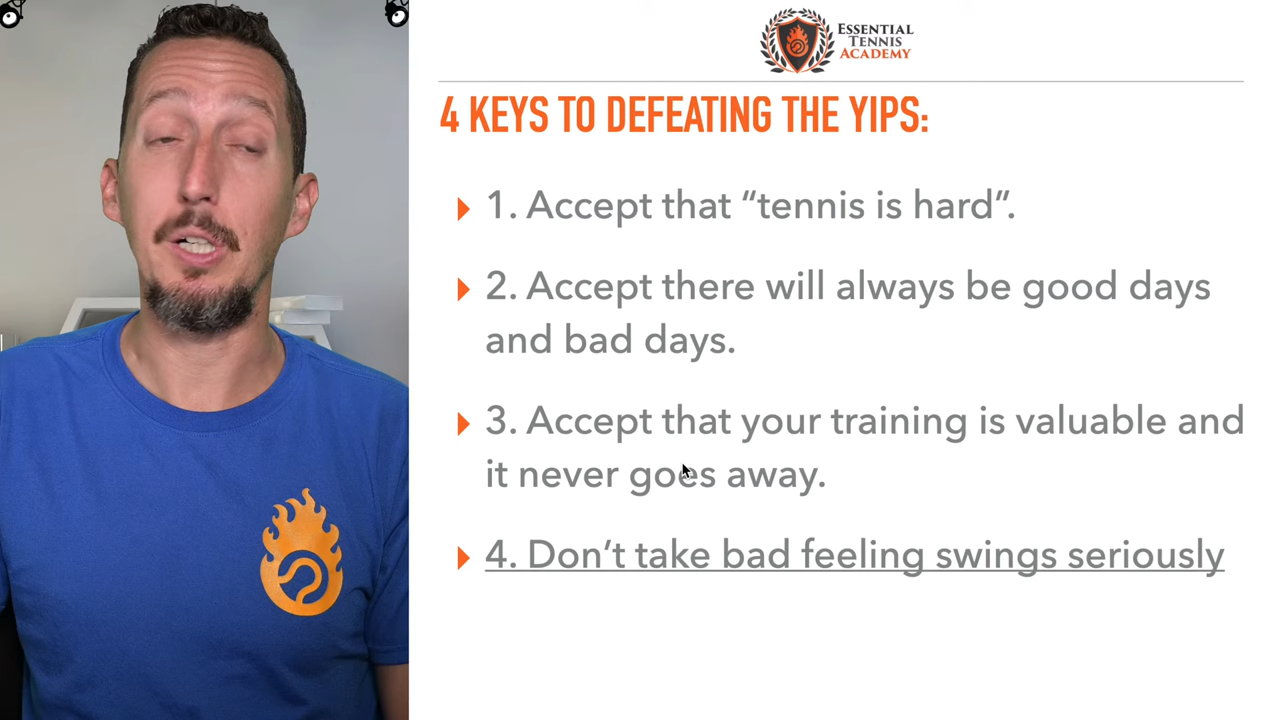 ESSENTIAL
TENNIS
ACADEMY
4 KEYS TO DEFEATING THE YIPS:
1. Accept that “tennis is hard”.
2. Accept there will always be good days
and bad days.
3. Accept that your training is valuable and
it never goes away.
4. Don’t take bad feeling swings seriously